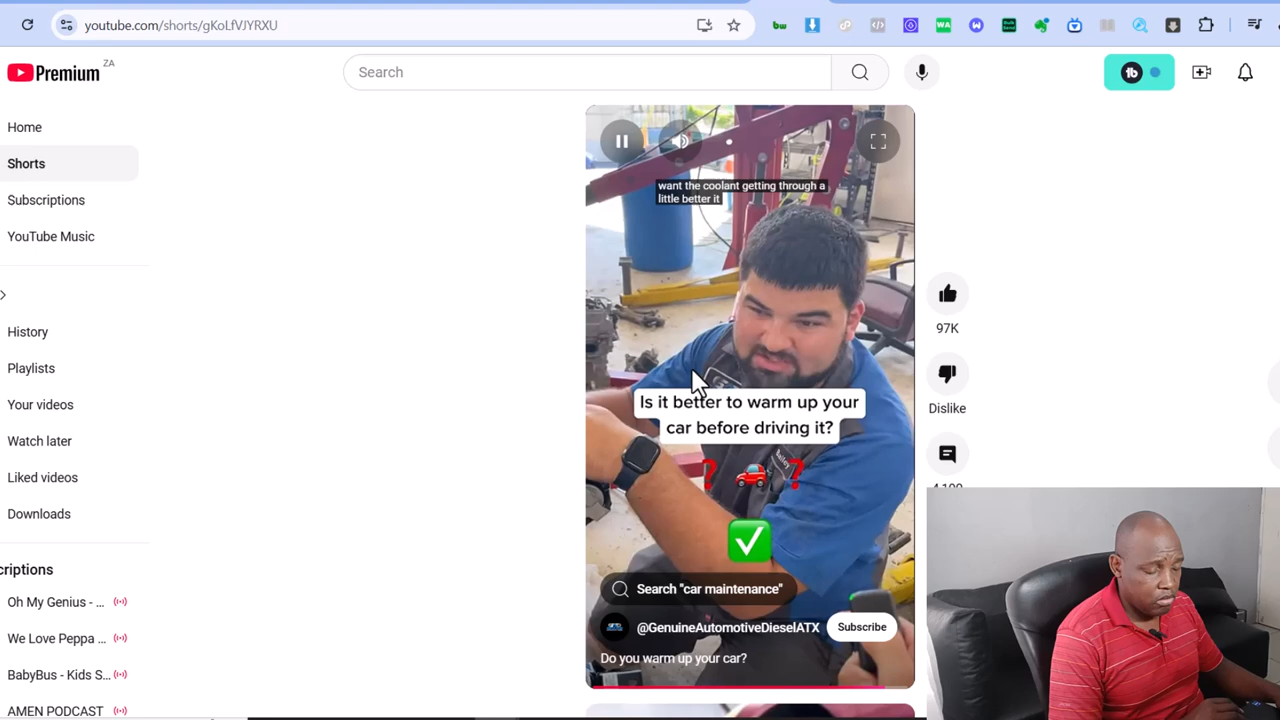 youtube.com/shorts/gKoLfVJYRXU
Premium
ZA
Search
Home
Shorts
Subscriptions
YouTube Music
History
Playlists
Your videos
Watch later
Liked videos
Downloads
criptions
Oh My Genius - ...
We Love Peppa ...
BabyBus - Kids S...
AMEN PODCAST
want the coolant getting through a
little better it
Is it better to warm up your
car before driving it?
Bailey
Search "car maintenance"
@GenuineAutomotiveDieselATX
Subscribe
Do you warm up your car?
97K
Dislike